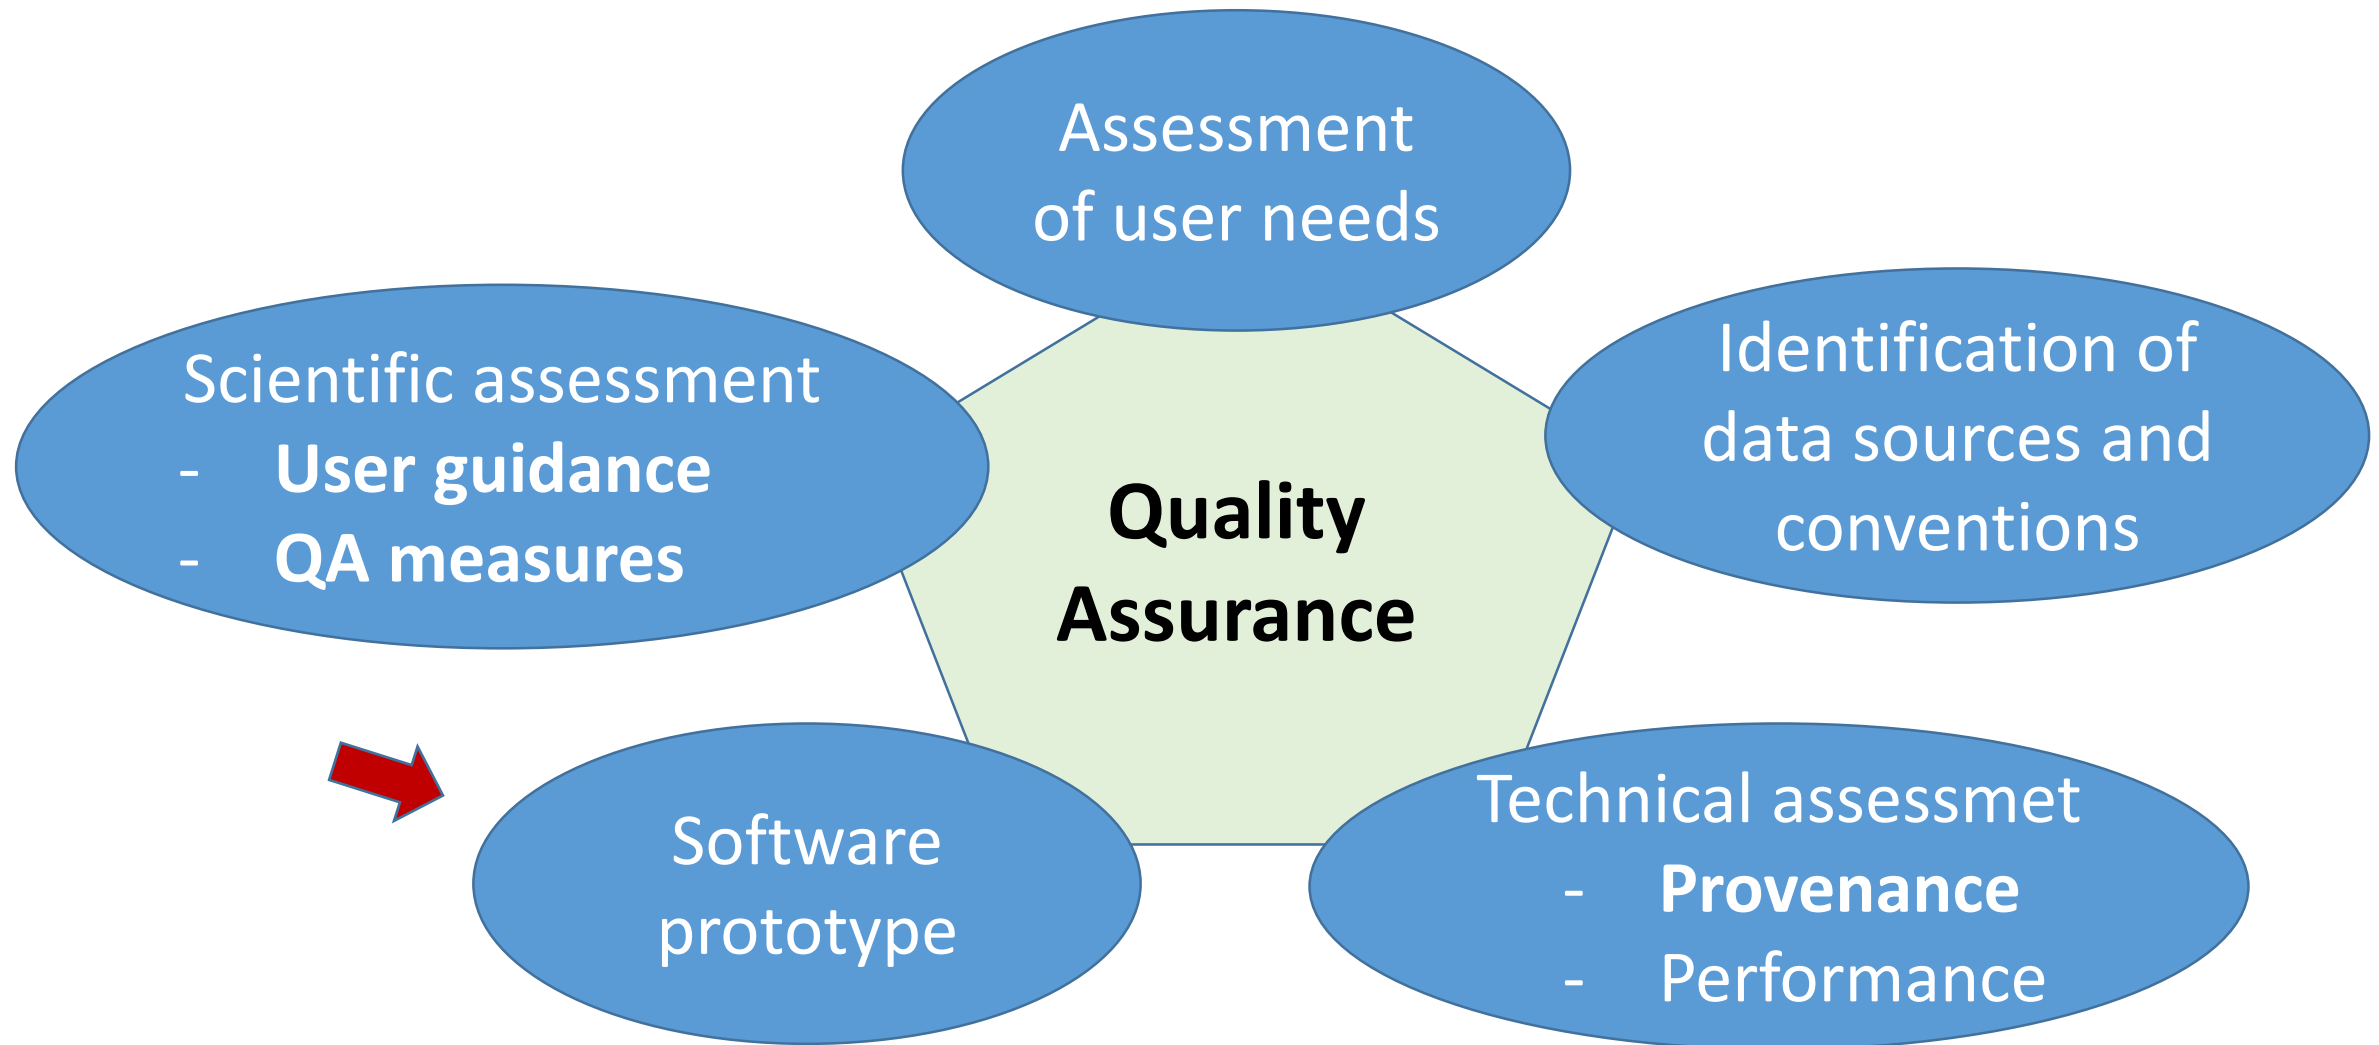 Assessment
of user needs
Scientific assessment
- User guidance
- QA measures
Identification of
data sources and
conventions
Quality
Assurance
Software
prototype
Technical assessmet
- Provenance
- Performance